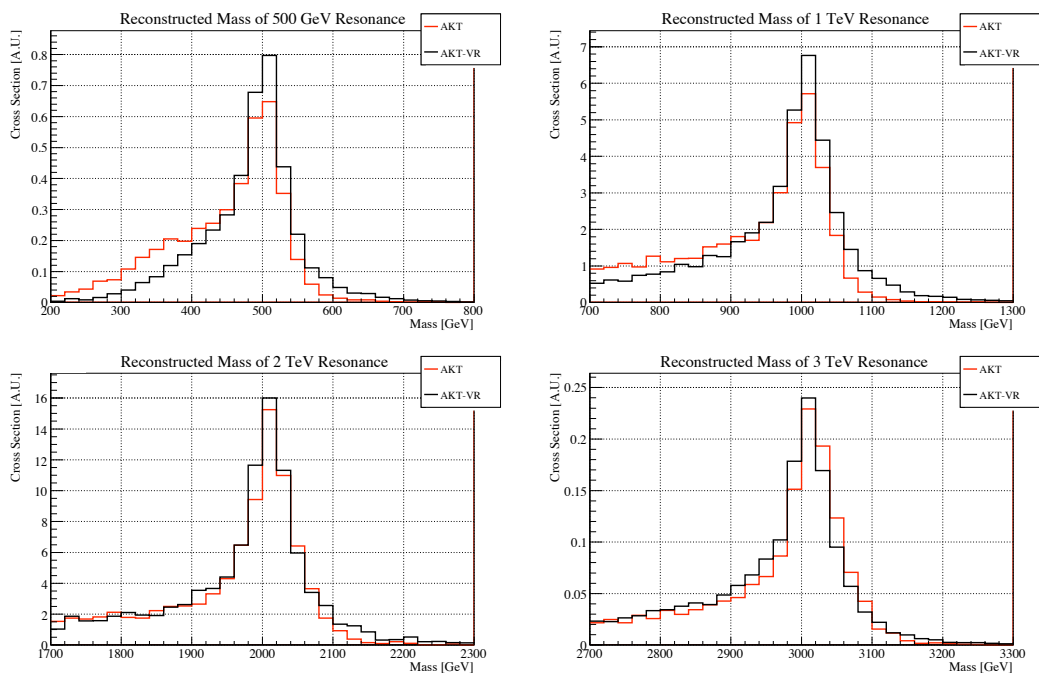 Reconstructed Mass of 500 GeV Resonance
AKT
AKT-VR
Cross Section [A.U.]
0.8
0.7
0.6
0.5
0.4
0.3
0.2
0.1
0
200 300 400 500 600 700 800
Mass [GeV]
Reconstructed Mass of 1 TeV Resonance
AKT
AKT-VR
Cross Section [A.U.]
7
6
5
4
3
2
1
0
700 800 900 1000 1100 1200 1300
Mass [GeV]
Reconstructed Mass of 2 TeV Resonance
AKT
AKT-VR
Cross Section [A.U.]
16
14
12
10
8
6
4
2
0
1700 1800 1900 2000 2100 2200 2300
Mass [GeV]
Reconstructed Mass of 3 TeV Resonance
AKT
AKT-VR
Cross Section [A.U.]
0.25
0.2
0.15
0.1
0.05
0
2700 2800 2900 3000 3100 3200 3300
Mass [GeV]